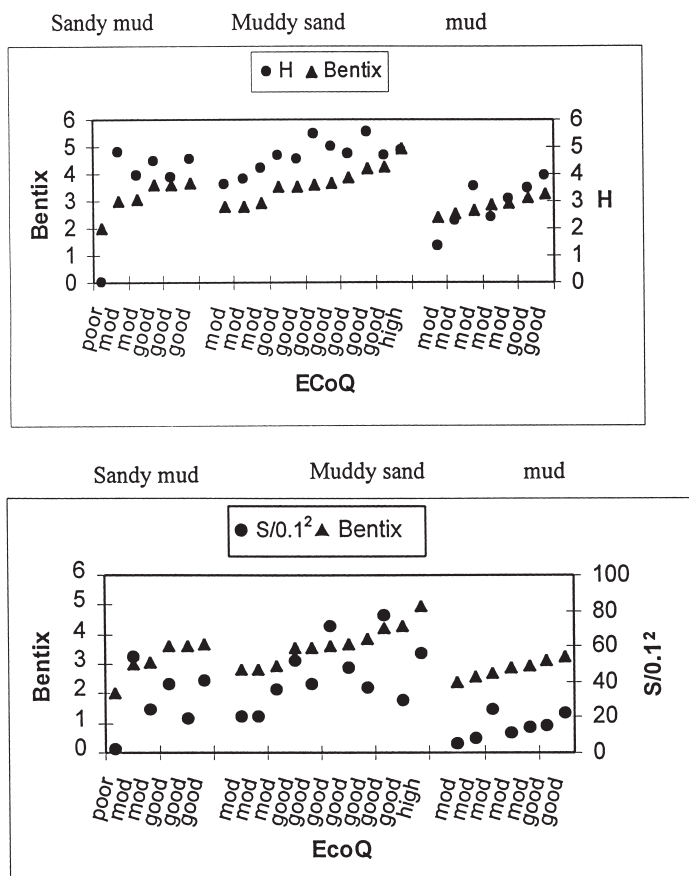 Sandy mud Muddy sand mud
H Bentix
6 6
5 5
4 4
3 3
2 2
1 1
0 0
Bentix
H
poor mod mod good good good mod mod mod good good good good good good good high mod mod mod mod mod good good
ECoQ
Sandy mud Muddy sand mud
S/0.1² Bentix
6 100
5 80
4 60
3 40
2 20
1 0
0
Bentix
S/0.1²
poor mod mod good good good mod mod mod good good good good good good good high mod mod mod mod mod good good
EcoQ